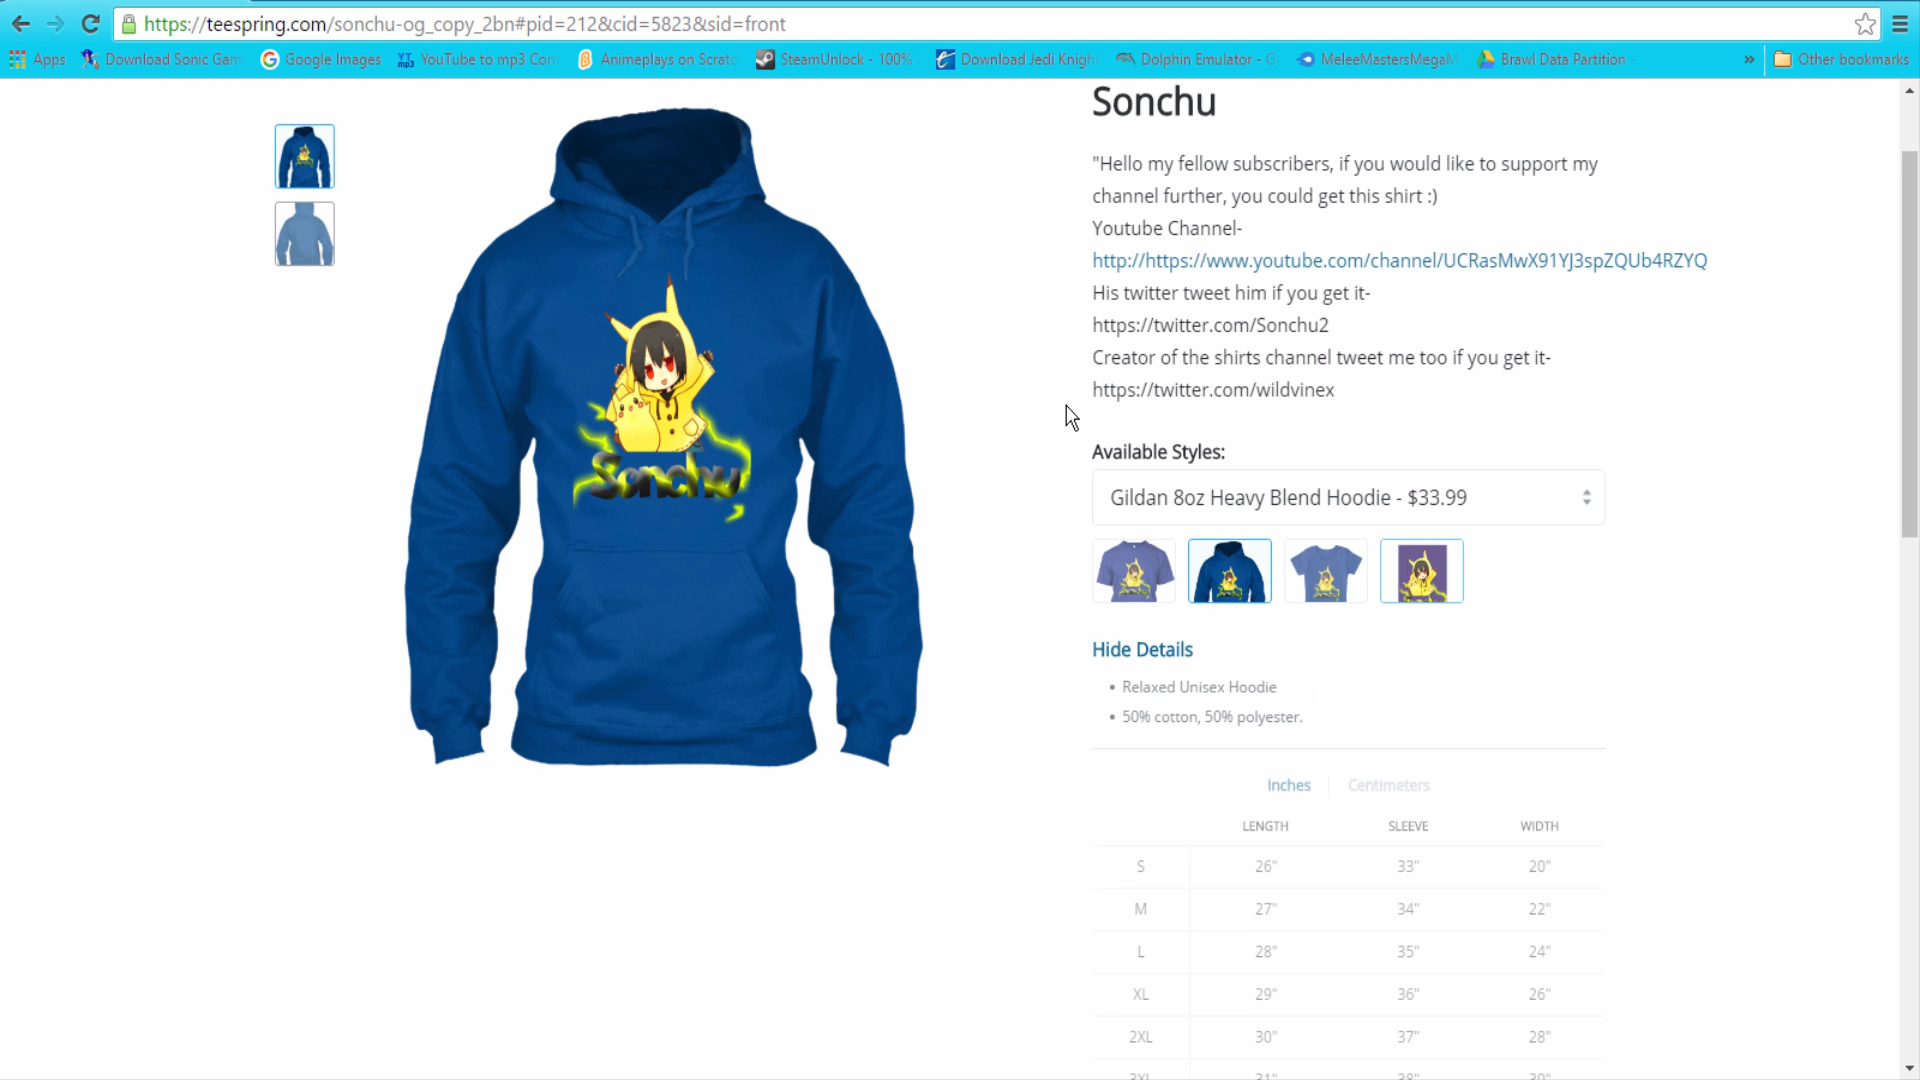 https://teespring.com/sonchu-og_copy_2bn#pid=212&cid=5823&sid=front
Apps
Download Sonic Gam
Google Images
YouTube to mp3 Con
Animeplays on Scratc
SteamUnlock - 100%
Download Jedi Knigh
Dolphin Emulator - G
MeleeMastersMegaM
Brawl Data Partition -
»
Other bookmarks
Sonchu
"Hello my fellow subscribers, if you would like to support my
channel further, you could get this shirt :)
Youtube Channel-
http://https://www.youtube.com/channel/UCRasMwX91YJ3spZQUb4RZYQ
His twitter tweet him if you get it-
https://twitter.com/Sonchu2
Creator of the shirts channel tweet me too if you get it-
https://twitter.com/wildvinex
Sonchu
Available Styles:
Gildan 8oz Heavy Blend Hoodie - $33.99
Hide Details
• Relaxed Unisex Hoodie
• 50% cotton, 50% polyester.
Inches Centimeters
LENGTH SLEEVE WIDTH
S 26" 33" 20"
M 27" 34" 22"
L 28" 35" 24"
XL 29" 36" 26"
2XL 30" 37" 28"
3XL 31" 38" 30"